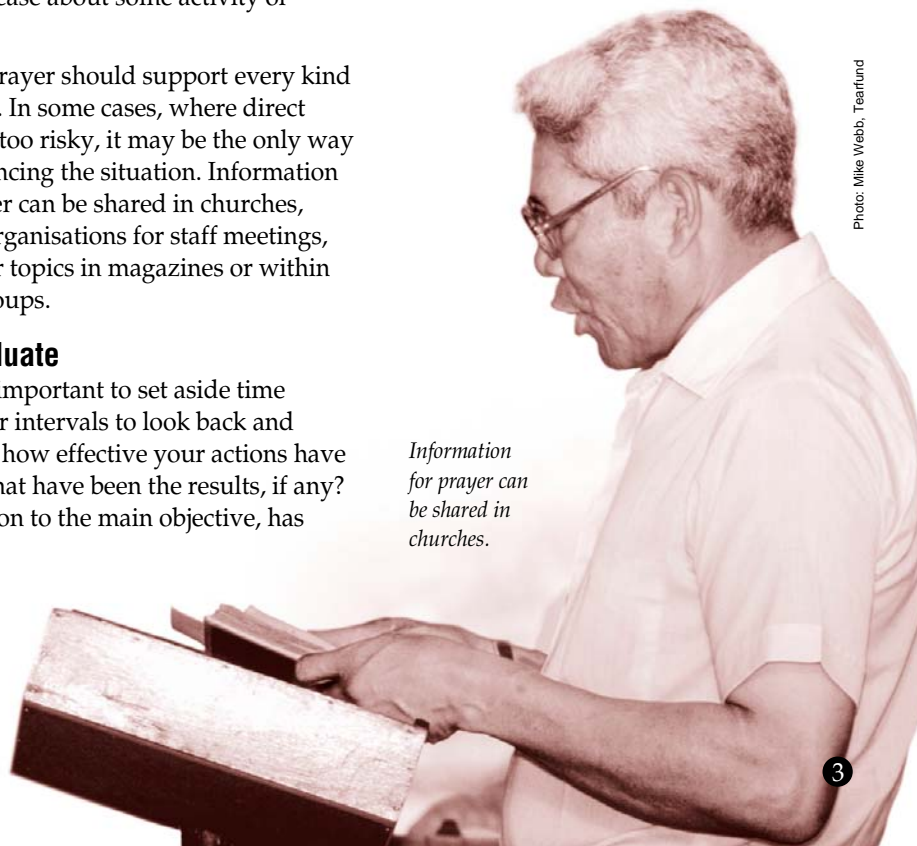 ease about some activity or
rayer should support every kind
. In some cases, where direct
too risky, it may be the only way
ncing the situation. Information
er can be shared in churches,
rganisations for staff meetings,
r topics in magazines or within
oups.
luate
important to set aside time
r intervals to look back and
how effective your actions have
hat have been the results, if any?
on to the main objective, has
Information
for prayer can
be shared in
churches.
Photo: Mike Webb, Tearfund
3